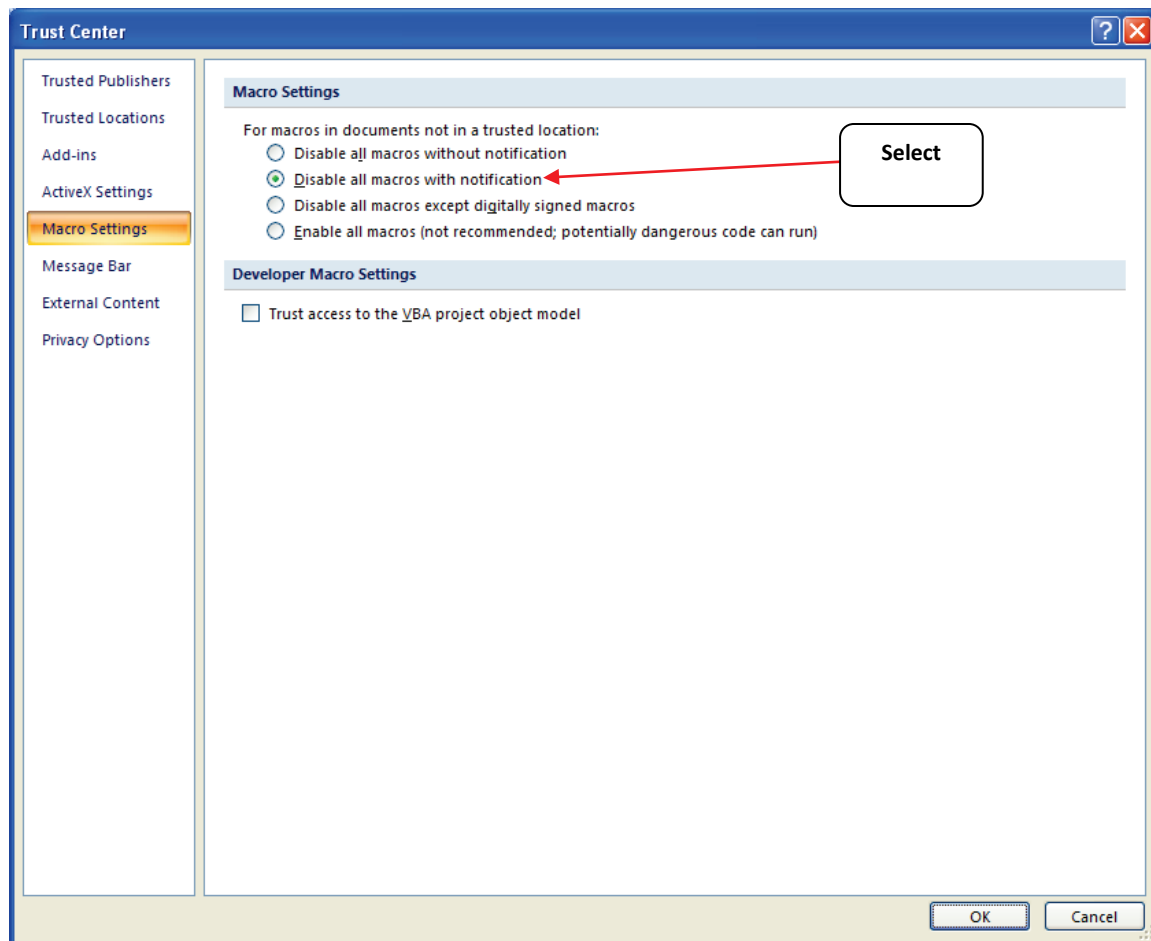 Trust Center
?
Trusted Publishers
Trusted Locations
Add-ins
ActiveX Settings
Macro Settings
Message Bar
External Content
Privacy Options
Macro Settings
For macros in documents not in a trusted location:
Disable all macros without notification
Disable all macros with notification
Disable all macros except digitally signed macros
Enable all macros (not recommended; potentially dangerous code can run)
Select
Developer Macro Settings
Trust access to the VBA project object model
OK
Cancel